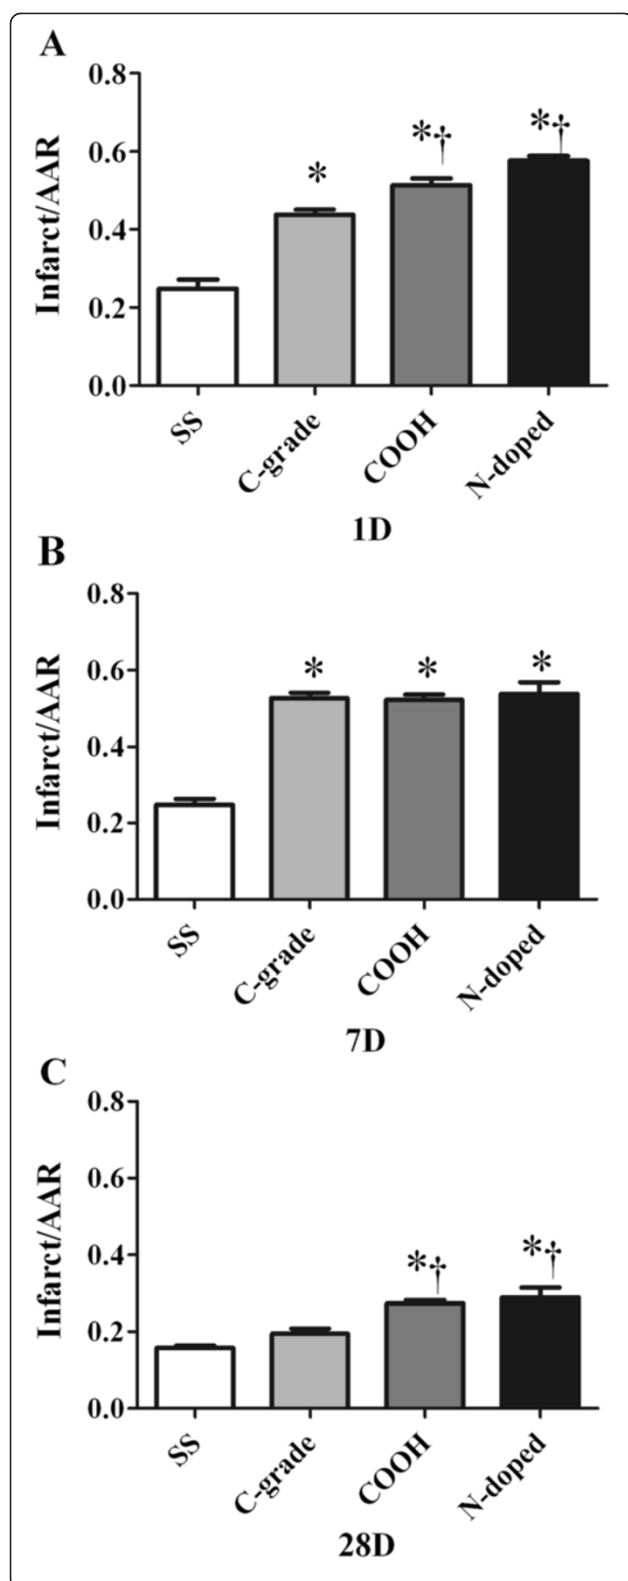 A
0.8
0.6
0.4
0.2
0.0
Infarct/AAR
*
*†
*†
SS
C-grade
COOH
N-doped
1D
B
0.8
0.6
0.4
0.2
0.0
Infarct/AAR
*
*
*
SS
C-grade
COOH
N-doped
7D
C
0.8
0.6
0.4
0.2
0.0
Infarct/AAR
*†
*†
SS
C-grade
COOH
N-doped
28D